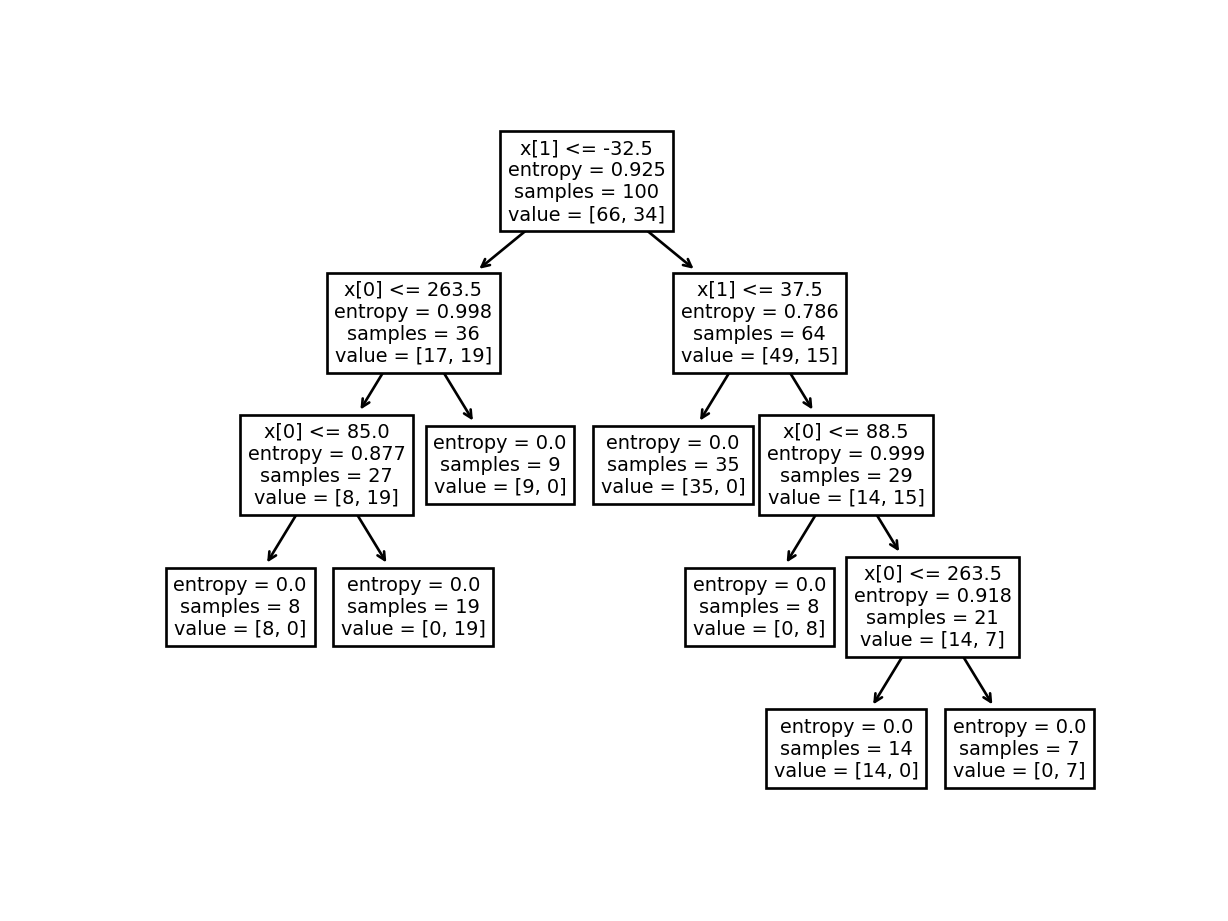 x[1] <= -32.5
entropy = 0.925
samples = 100
value = [66, 34]
x[0] <= 263.5
entropy = 0.998
samples = 36
value = [17, 19]
x[1] <= 37.5
entropy = 0.786
samples = 64
value = [49, 15]
x[0] <= 85.0
entropy = 0.877
samples = 27
value = [8, 19]
entropy = 0.0
samples = 9
value = [9, 0]
entropy = 0.0
samples = 35
value = [35, 0]
x[0] <= 88.5
entropy = 0.999
samples = 29
value = [14, 15]
entropy = 0.0
samples = 8
value = [8, 0]
entropy = 0.0
samples = 19
value = [0, 19]
entropy = 0.0
samples = 8
value = [0, 8]
x[0] <= 263.5
entropy = 0.918
samples = 21
value = [14, 7]
entropy = 0.0
samples = 14
value = [14, 0]
entropy = 0.0
samples = 7
value = [0, 7]